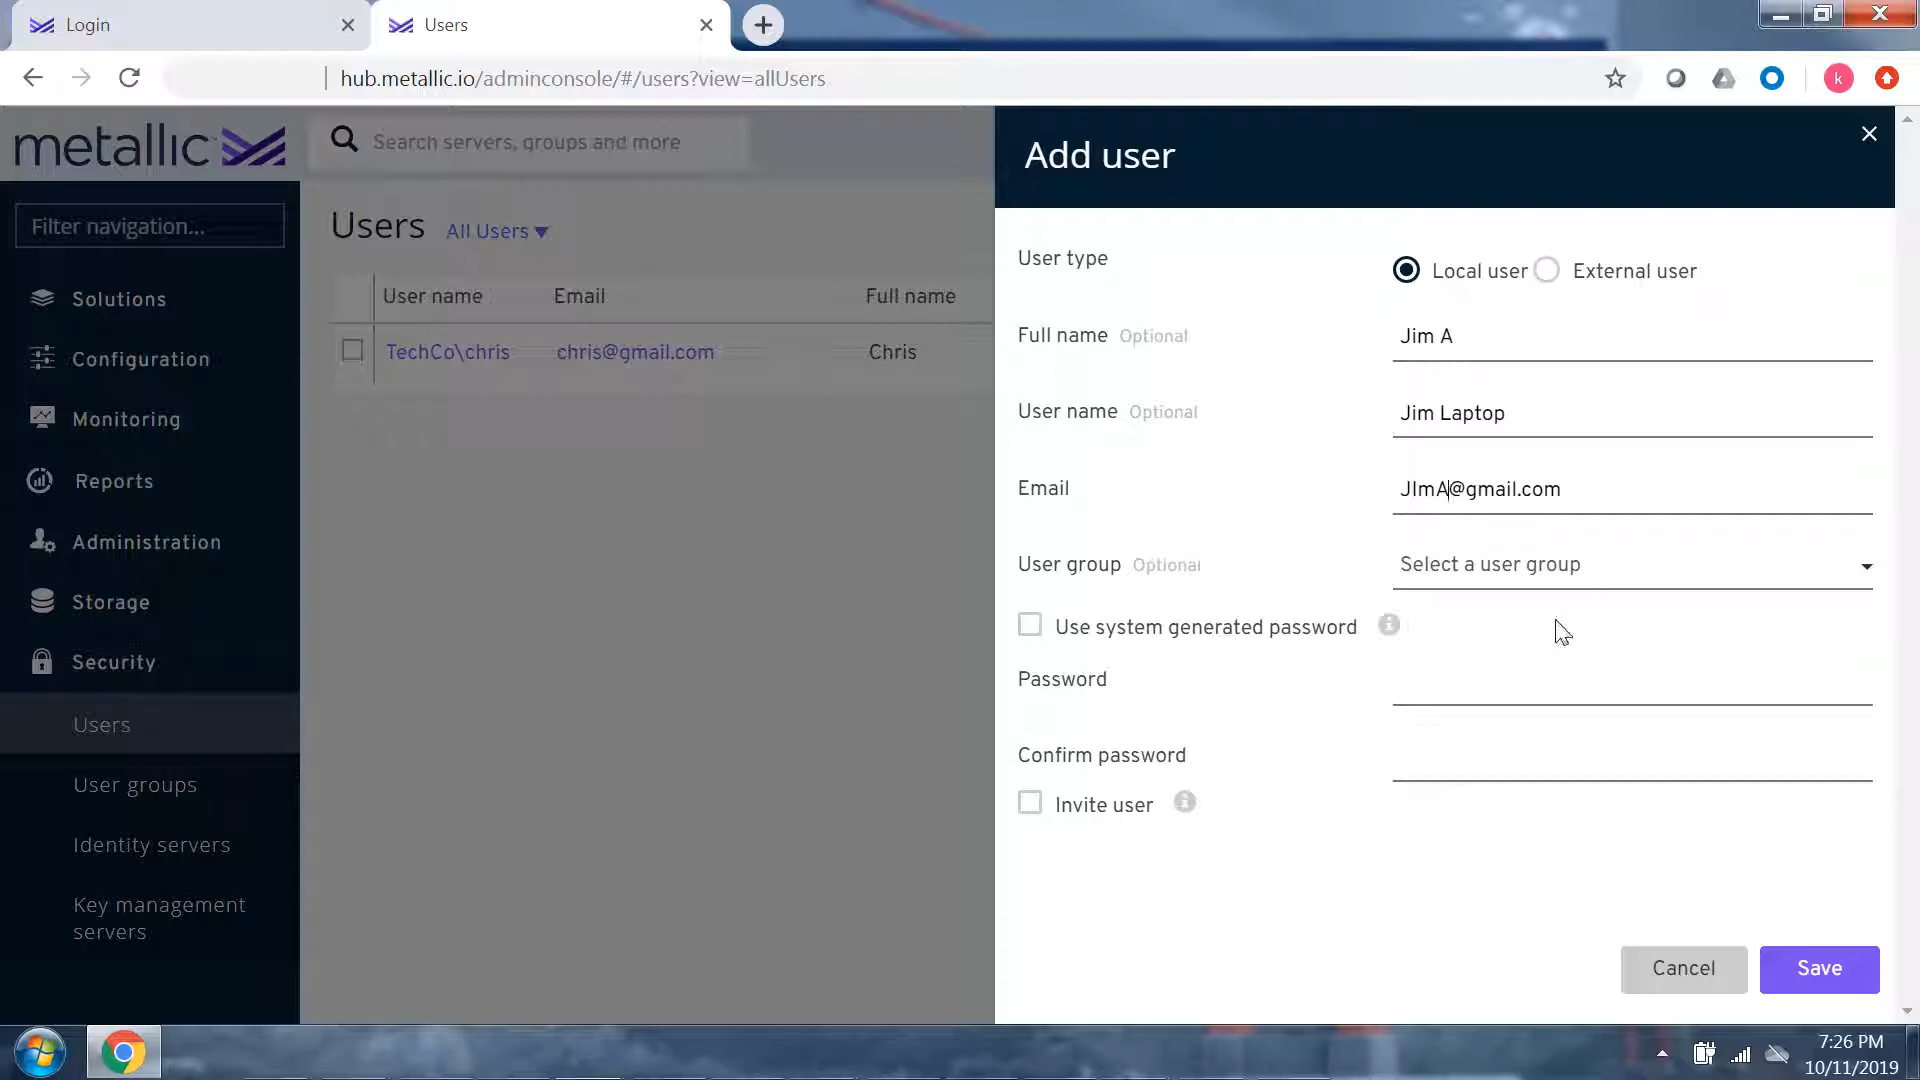 Login
Users
hub.metallic.io/adminconsole/#/users?view=allUsers
k
metallic
Search servers, groups and more
Add user
Filter navigation...
Users All Users
User name Email Full name
TechCo\chris chris@gmail.com Chris
Solutions
Configuration
Monitoring
Reports
Administration
Storage
Security
Users
User groups
Identity servers
Key management
servers
User type Local user External user
Full name Optional Jim A
User name Optional Jim Laptop
Email JImA@gmail.com
User group Optional Select a user group
Use system generated password
Password
Confirm password
Invite user
Cancel Save
7:26 PM
10/11/2019